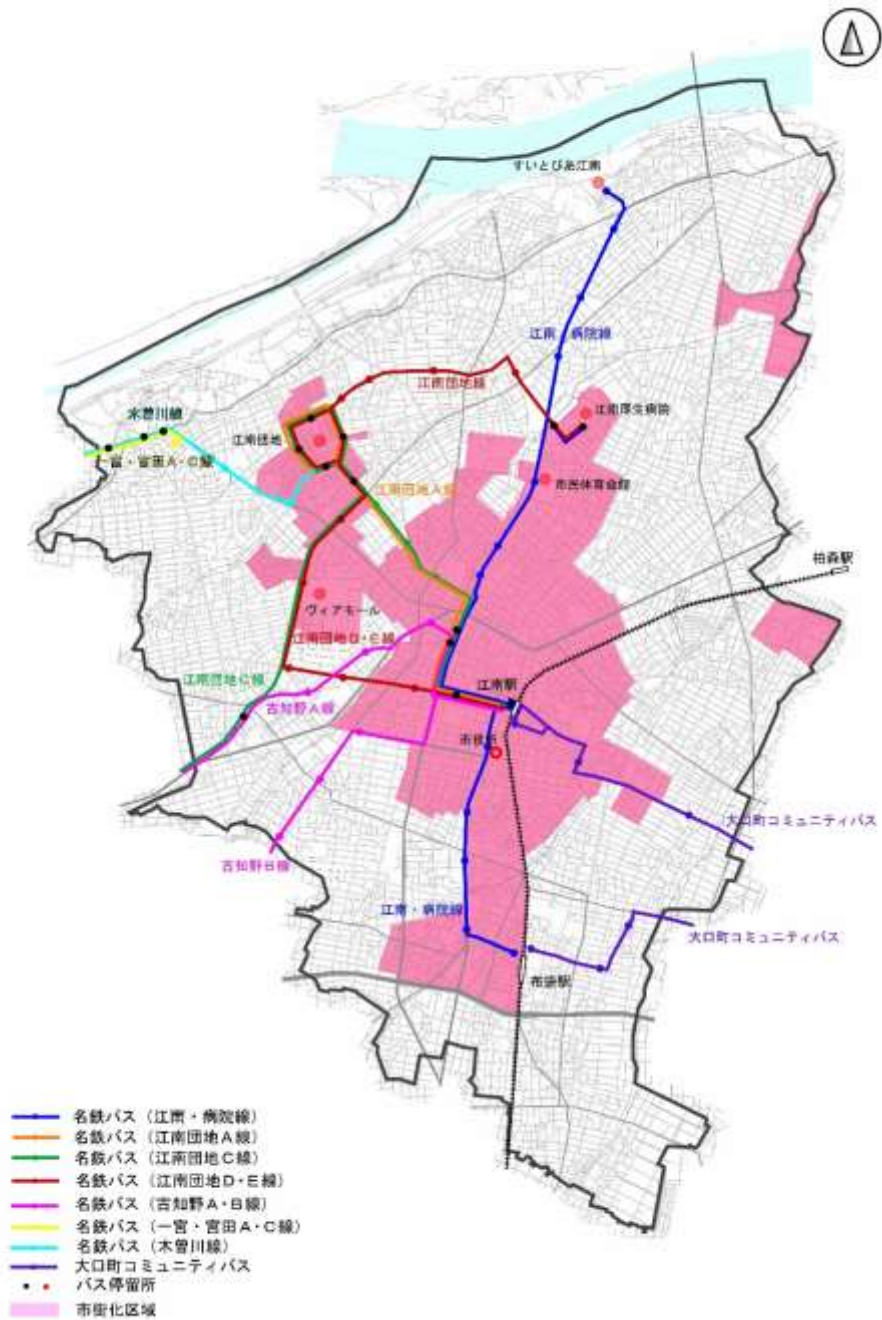 すいとぴあ江南
江南・病院線
江南団地線
江南厚生病院
木曽川線
江南団地
一宮・宮田A・C線
江南団地A線
市民体育会館
柏森駅
ヴィアモール
江南団地D・E線
江南団地C線
江南駅
古知野A線
市役所
大口町コミュニティバス
古知野B線
江南・病院線
大口町コミュニティバス
布袋駅
名鉄バス（江南・病院線）
名鉄バス（江南団地A線）
名鉄バス（江南団地C線）
名鉄バス（江南団地D・E線）
名鉄バス（古知野A・B線）
名鉄バス（一宮・宮田A・C線）
名鉄バス（木曽川線）
大口町コミュニティバス
バス停留所
市街化区域